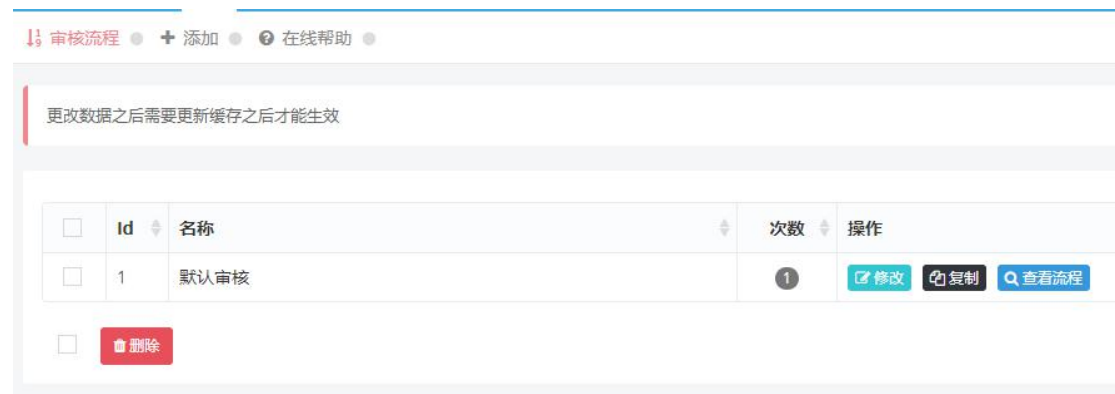 审核流程 添加 在线帮助
更改数据之后需要更新缓存之后才能生效
Id 名称 次数 操作
1 默认审核 1 修改 复制 查看流程
删除